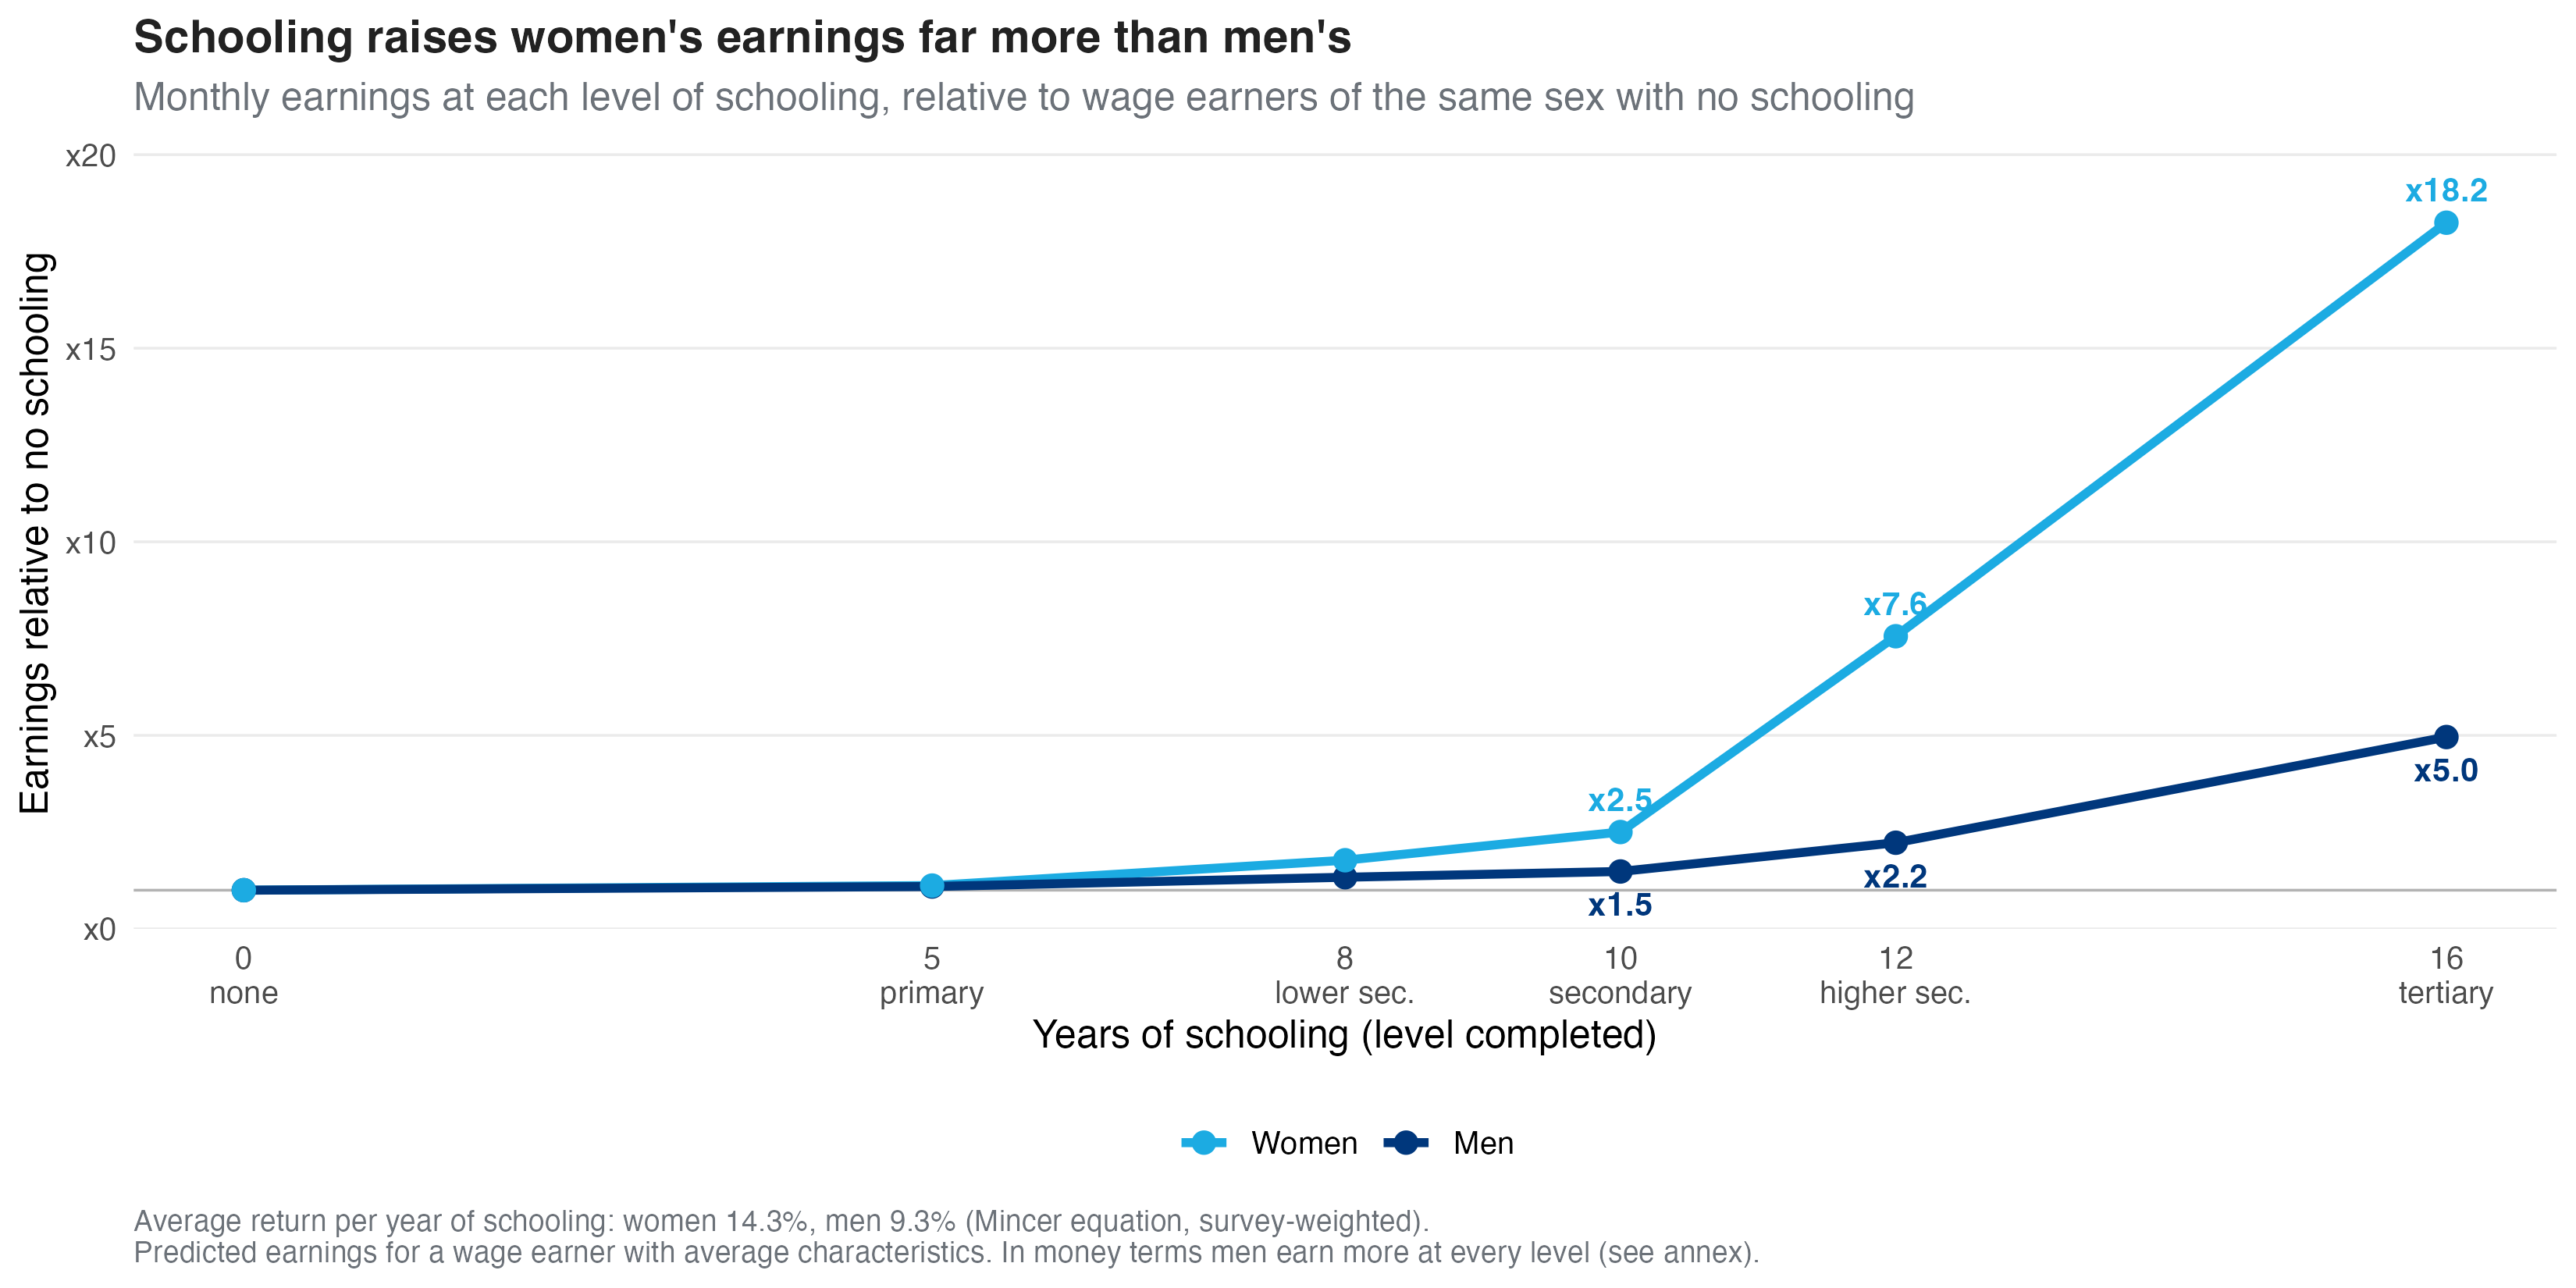 Schooling raises women's earnings far more than men's
Monthly earnings at each level of schooling, relative to wage earners of the same sex with no schooling
Earnings relative to no schooling
x20
x15
x10
x5
x0
x18.2
x7.6
x2.5
x5.0
x2.2
x1.5
0 5 8 10 12 16
none primary lower sec. secondary higher sec. tertiary
Years of schooling (level completed)
Women Men
Average return per year of schooling: women 14.3%, men 9.3% (Mincer equation, survey-weighted).
Predicted earnings for a wage earner with average characteristics. In money terms men earn more at every level (see annex).